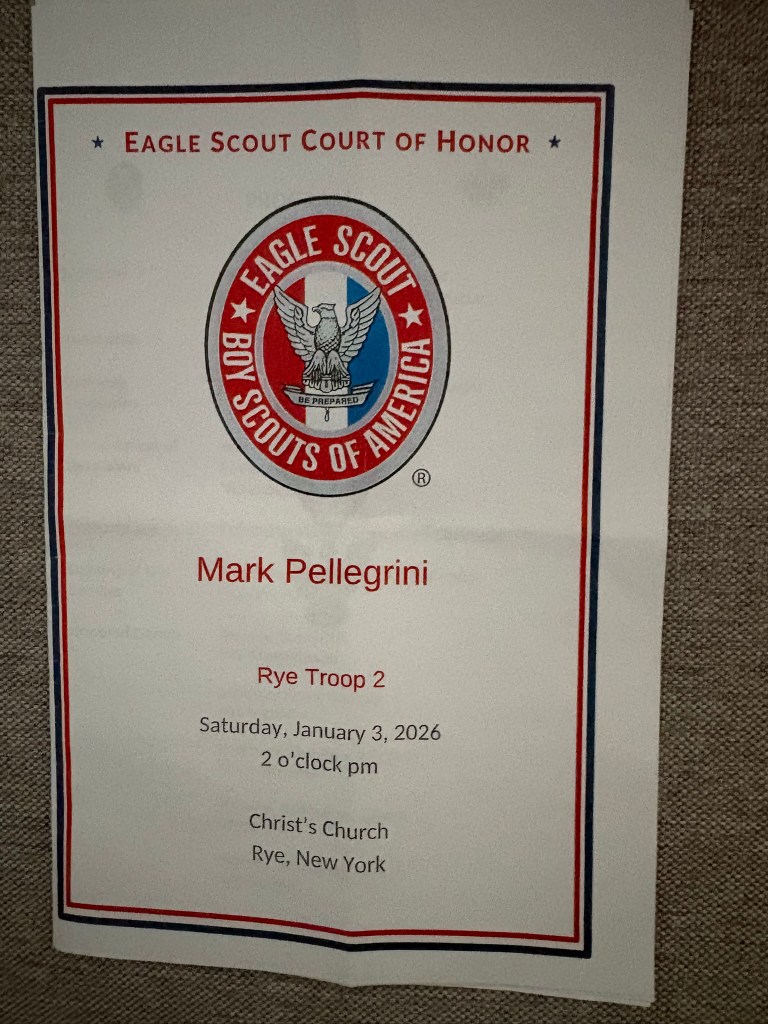 ★ EAGLE SCOUT COURT OF HONOR ★
EAGLE SCOUT
BOY SCOUTS OF AMERICA
BE PREPARED
®
Mark Pellegrini
Rye Troop 2
Saturday, January 3, 2026
2 o'clock pm
Christ's Church
Rye, New York